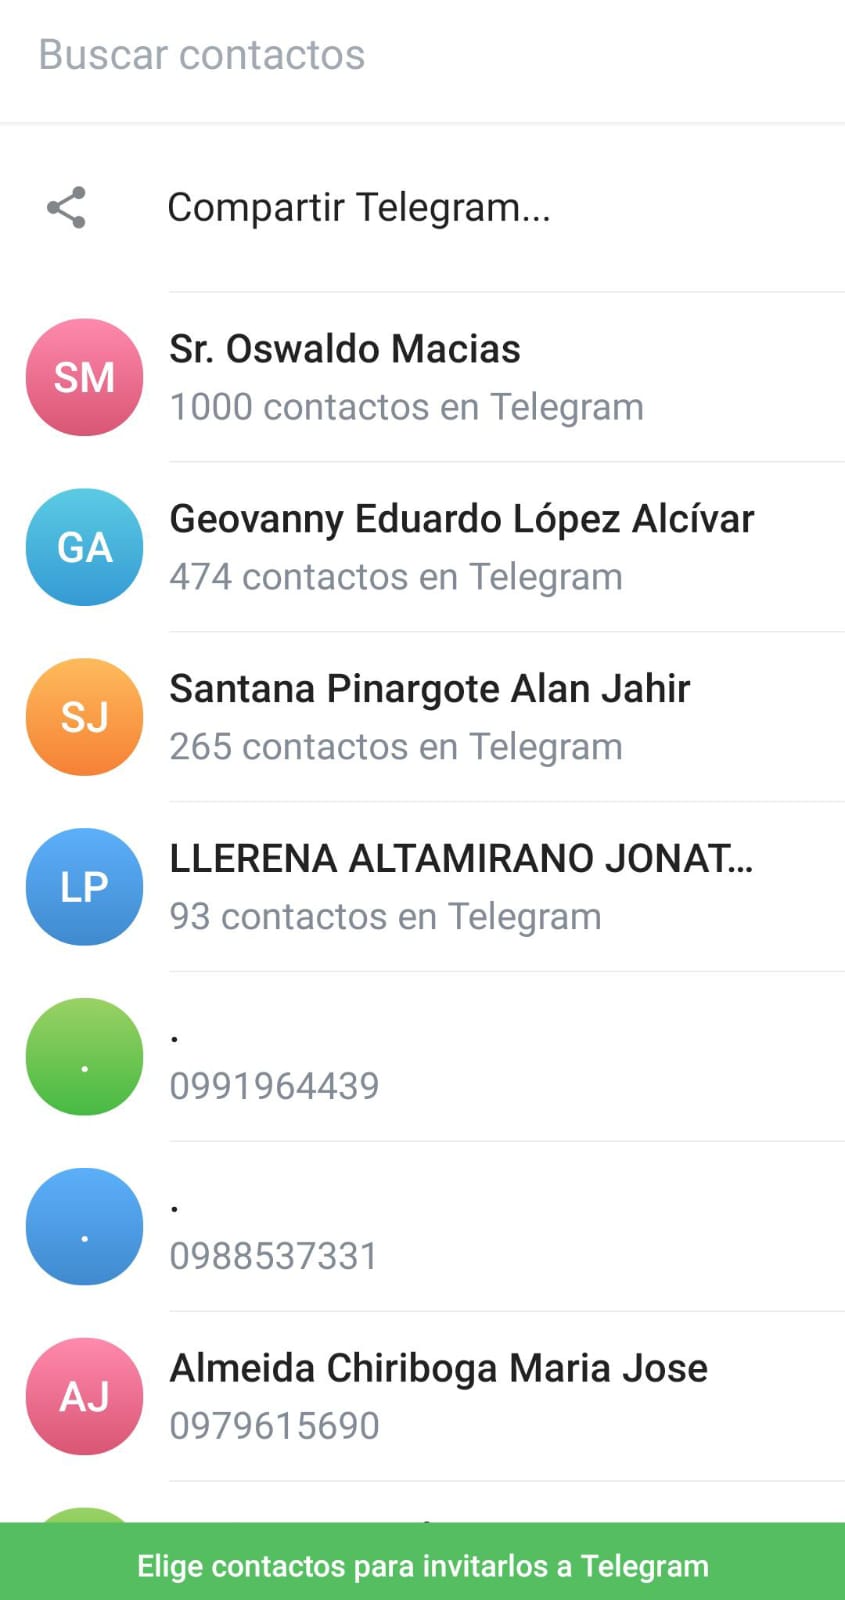 Buscar contactos
Compartir Telegram...
SM
Sr. Oswaldo Macias
1000 contactos en Telegram
GA
Geovanny Eduardo López Alcívar
474 contactos en Telegram
SJ
Santana Pinargote Alan Jahir
265 contactos en Telegram
LP
LLERENA ALTAMIRANO JONAT...
93 contactos en Telegram
.
.
0991964439
.
.
0988537331
AJ
Almeida Chiriboga Maria Jose
0979615690
Elige contactos para invitarlos a Telegram